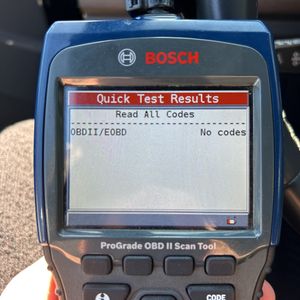 BOSCH
Quick Test Results
Read All Codes
OBDII/EOBD No codes
ProGrade OBD II Scan Tool
CODE